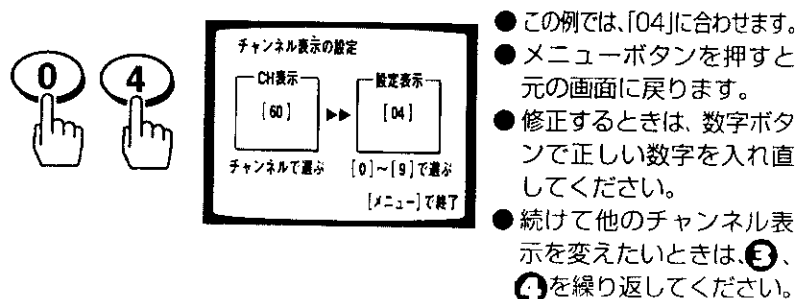 0 4
チャンネル表示の設定
CH表示
設定表示
[60]
▶▶
[04]
チャンネルで選ぶ
[0]~[9]で選ぶ
[メニュー]で終了
●この例では、「04」に合わせます。
●メニューボタンを押すと
元の画面に戻ります。
●修正するときは、数字ボタ
ンで正しい数字を入れ直
してください。
●続けて他のチャンネル表
示を変えたいときは、❸、
❹を繰り返してください。